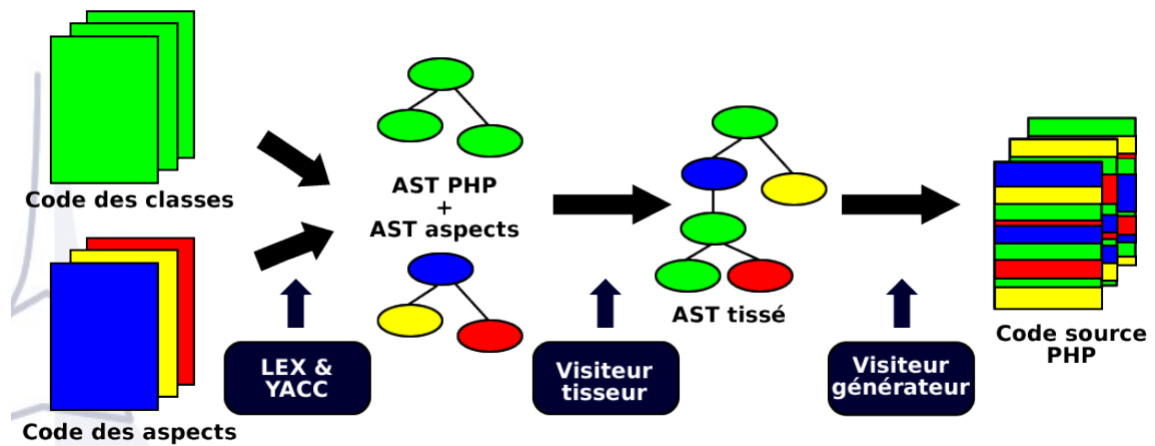 Code des classes
Code des aspects
AST PHP
+
AST aspects
LEX &
YACC
Visiteur
tisseur
AST tissé
Visiteur
générateur
Code source
PHP